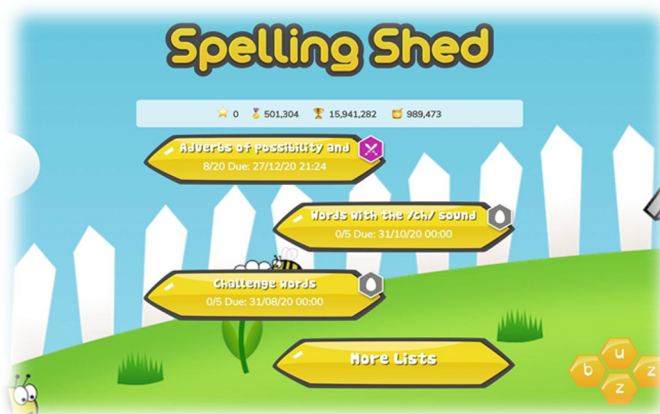 Spelling Shed
0 501,304 15,941,282 989,473
Adverbs of possibility and
8/20 Due: 27/12/20 21:24
Words with the /ch/ sound
0/5 Due: 31/10/20 00:00
Challenge words
0/5 Due: 31/08/20 00:00
More Lists
b u z z